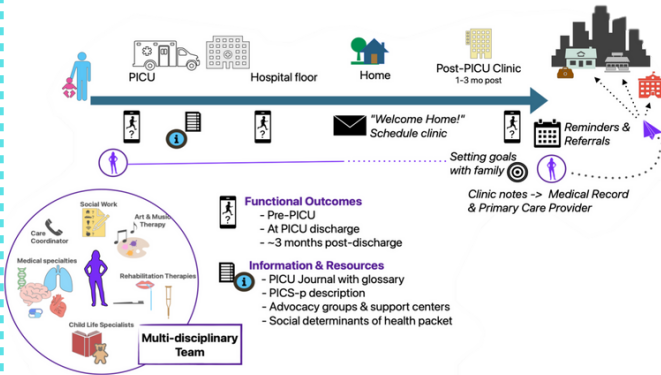 PICU
Hospital floor
Home
Post-PICU Clinic
1-3 mo post
?
?
"Welcome Home!"
Schedule clinic
?
Reminders &
Referrals
Setting goals
with family
Clinic notes -> Medical Record
& Primary Care Provider
Social Work
Art & Music
Therapy
Care
Coordinator
Medical specialties
Rehabilitation Therapies
Child Life Specialists
Multi-disciplinary
Team
?
Functional Outcomes
- Pre-PICU
- At PICU discharge
- ~3 months post-discharge
i
Information & Resources
- PICU Journal with glossary
- PICS-p description
- Advocacy groups & support centers
- Social determinants of health packet